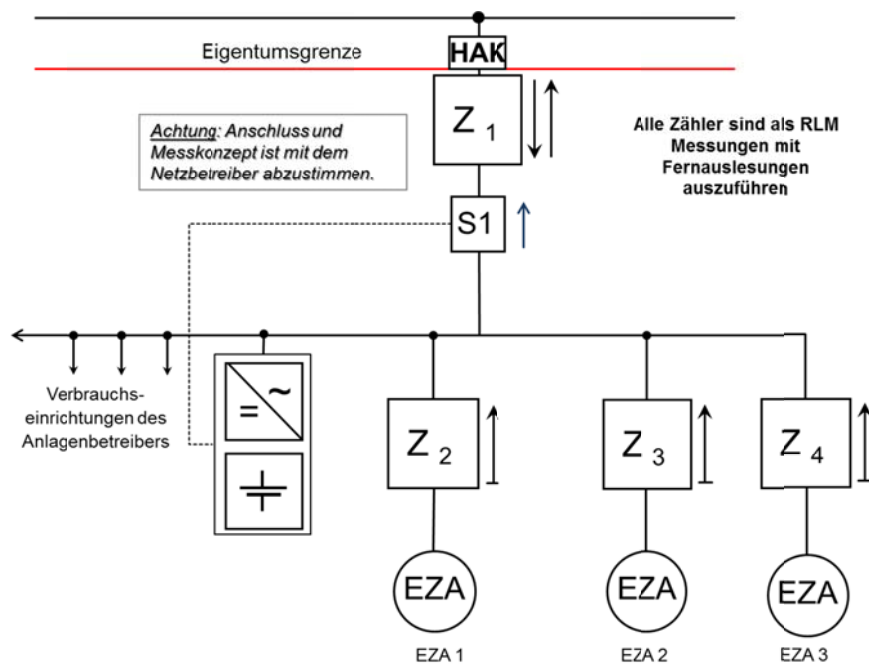 Eigentumsgrenze
HAK
Z 1
Achtung: Anschluss und
Messkonzept ist mit dem
Netzbetreiber abzustimmen.
Alle Zähler sind als RLM
Messungen mit
Fernauslesungen
auszuführen
S1
Verbrauchs-
einrichtungen des
Anlagenbetreibers
= ~
Z 2
Z 3
Z 4
EZA
EZA
EZA
EZA 1
EZA 2
EZA 3